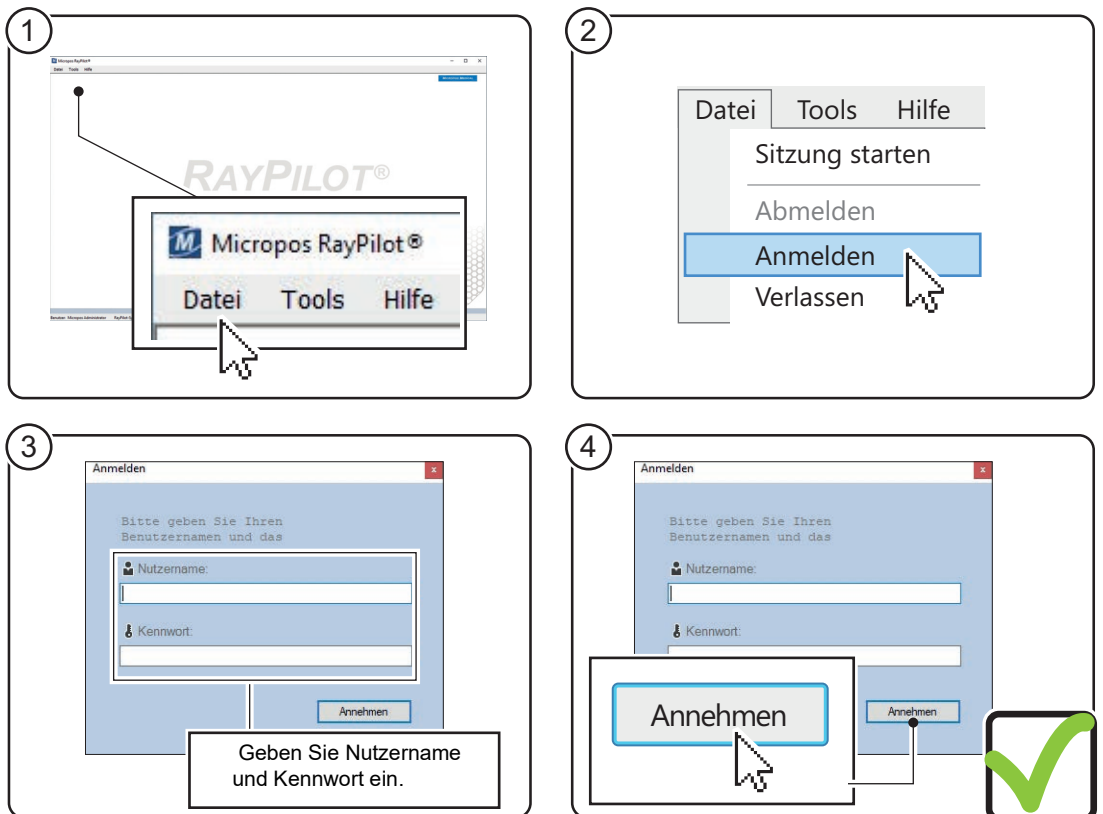 1
Micropos RayPilot®
Datei Tools Hilfe
RAYPILOT®
Micropos RayPilot®
Datei Tools Hilfe
2
Datei Tools Hilfe
Sitzung starten
Abmelden
Anmelden
Verlassen
3
Anmelden
x
Bitte geben Sie Ihren
Benutzernamen und das
Nutzername:
Kennwort:
Annehmen
Geben Sie Nutzername
und Kennwort ein.
4
Anmelden
x
Bitte geben Sie Ihren
Benutzernamen und das
Nutzername:
Kennwort:
Annehmen
Annehmen